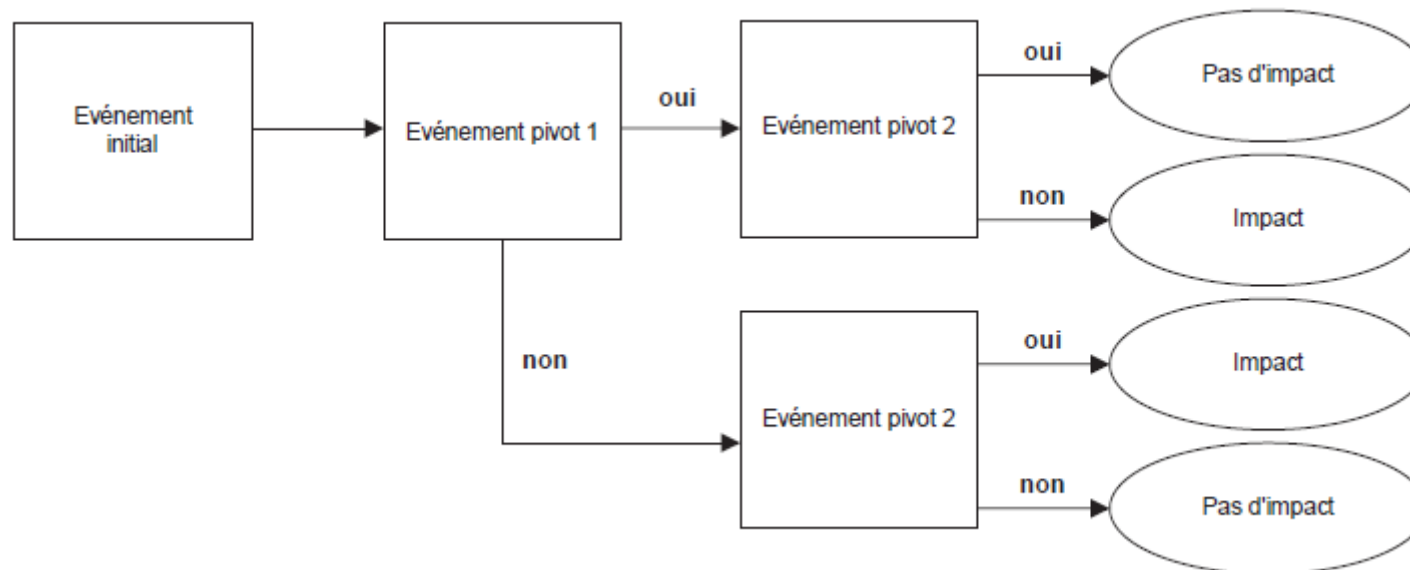 Evénement
initial
Evénement pivot 1
oui
Evénement pivot 2
oui
Pas d'impact
non
Impact
non
Evénement pivot 2
oui
Impact
non
Pas d'impact